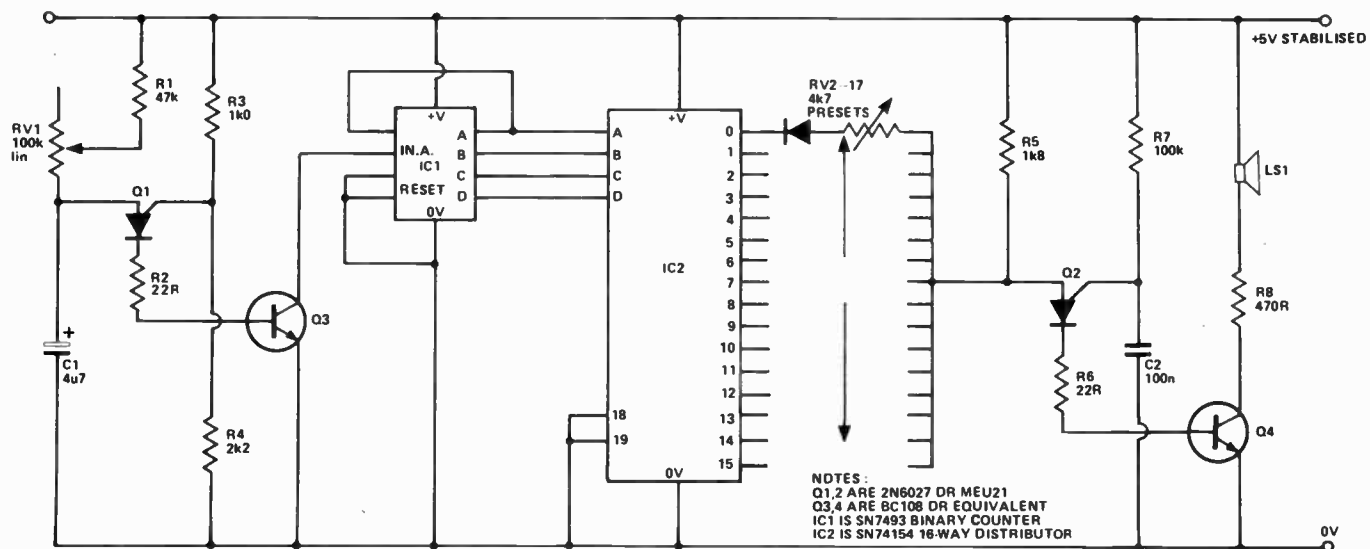 +5V STABILISED
R1
47k
R3
1k0
RV1
100k
lin
Q1
R2
22R
C1
4u7
+
R4
2k2
Q3
+V
IN.A.
IC1
RESET
0V
A
B
C
D
+V
A
B
C
D
IC2
18
19
0V
0
1
2
3
4
5
6
7
8
9
10
11
12
13
14
15
RV2-17
4k7
PRESETS
R5
1k8
R7
100k
LS1
Q2
R8
470R
R6
22R
C2
100n
Q4
NOTES :
Q1,2 ARE 2N6027 DR MEU21
Q3,4 ARE BC108 DR EQUIVALENT
IC1 IS SN7493 BINARY COUNTER
IC2 IS SN74154 16-WAY DISTRIBUTOR
0V